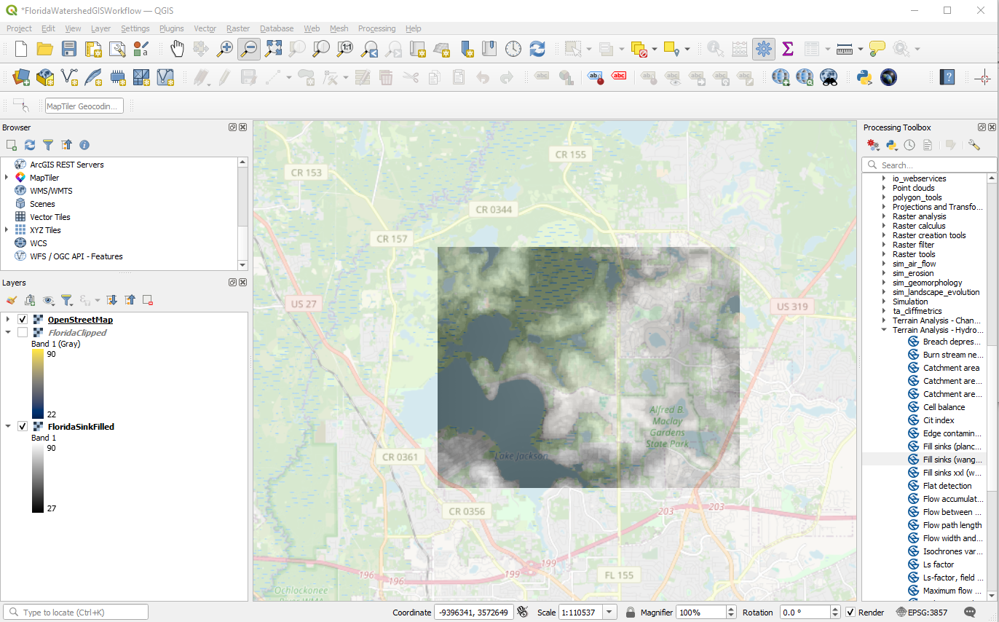 *FloridaWatershedGISWorkflow — QGIS
Project Edit View Layer Settings Plugins Vector Raster Database Web Mesh Processing Help
MapTiler Geocodin...
Browser
ArcGIS REST Servers
MapTiler
WMS/WMTS
Scenes
Vector Tiles
XYZ Tiles
WCS
WFS / OGC API - Features
Layers
OpenStreetMap
FloridaClipped
Band 1 (Gray)
90
22
FloridaSinkFilled
Band 1
90
27
CR 155
CR 153
CR 0344
CR 157
US 27
US 319
Alfred B.
Maclay
Gardens
State Park
Lake Jackson
CR 0361
CR 0356
203
203
199
199
196
196
196
FL 155
Ochlockonee
River WMA
Processing Toolbox
Search...
io_webservices
Point clouds
polygon_tools
Projections and Transfo...
Raster analysis
Raster calculus
Raster creation tools
Raster filter
Raster tools
sim_air_flow
sim_erosion
sim_geomorphology
sim_landscape_evolution
Simulation
ta_cliffmetrics
Terrain Analysis - Chan...
Terrain Analysis - Hydro...
Breach depres...
Burn stream ne...
Catchment area
Catchment are...
Catchment are...
Cell balance
Cit index
Edge contamin...
Fill sinks (planc...
Fill sinks (wang...
Fill sinks xxl (w...
Flat detection
Flow accumulat...
Flow between ...
Flow path length
Flow width and...
Isochrones var...
Ls factor
Ls-factor, field ...
Maximum flow ...
Type to locate (Ctrl+K)
Coordinate -9396341, 3572649 Scale 1:110537 Magnifier 100% Rotation 0.0 ° Render EPSG:3857